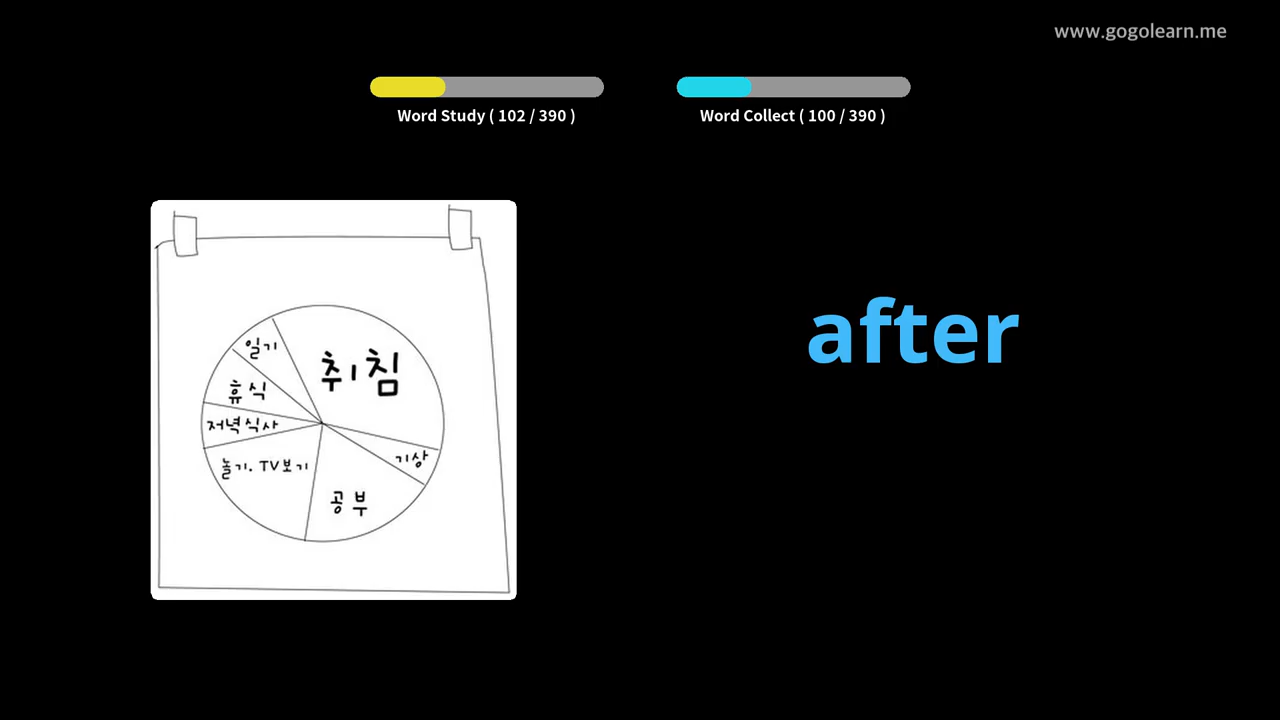 www.gogolearn.me
Word Study ( 102 / 390 )
Word Collect ( 100 / 390 )
일기
취침
휴식
저녁식사
놀기. TV보기
기상
공부
after